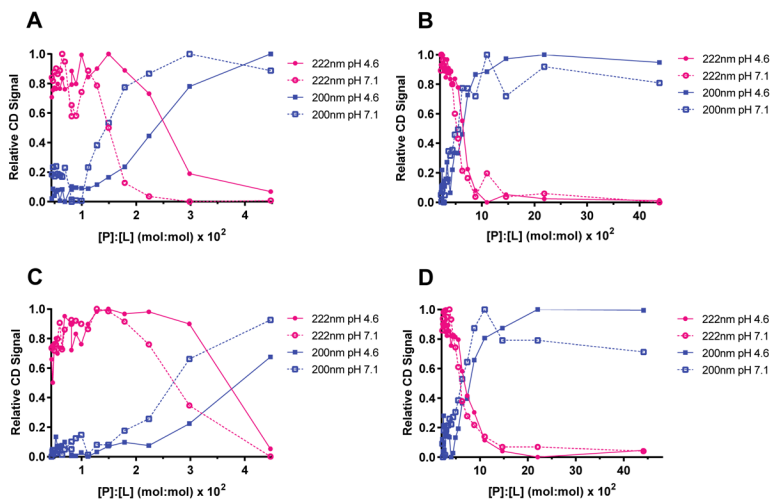 A
Relative CD Signal
1.0
0.8
0.6
0.4
0.2
0.0
1 2 3 4 5
[P]:[L] (mol:mol) x 10²
222nm pH 4.6
222nm pH 7.1
200nm pH 4.6
200nm pH 7.1
B
Relative CD Signal
1.0
0.8
0.6
0.4
0.2
0.0
10 20 30 40
[P]:[L] (mol:mol) x 10²
222nm pH 4.6
222nm pH 7.1
200nm pH 4.6
200nm pH 7.1
C
Relative CD Signal
1.0
0.8
0.6
0.4
0.2
0.0
1 2 3 4 5
[P]:[L] (mol:mol) x 10²
222nm pH 4.6
222nm pH 7.1
200nm pH 4.6
200nm pH 7.1
D
Relative CD Signal
1.0
0.8
0.6
0.4
0.2
0.0
10 20 30 40
[P]:[L] (mol:mol) x 10²
222nm pH 4.6
222nm pH 7.1
200nm pH 4.6
200nm pH 7.1